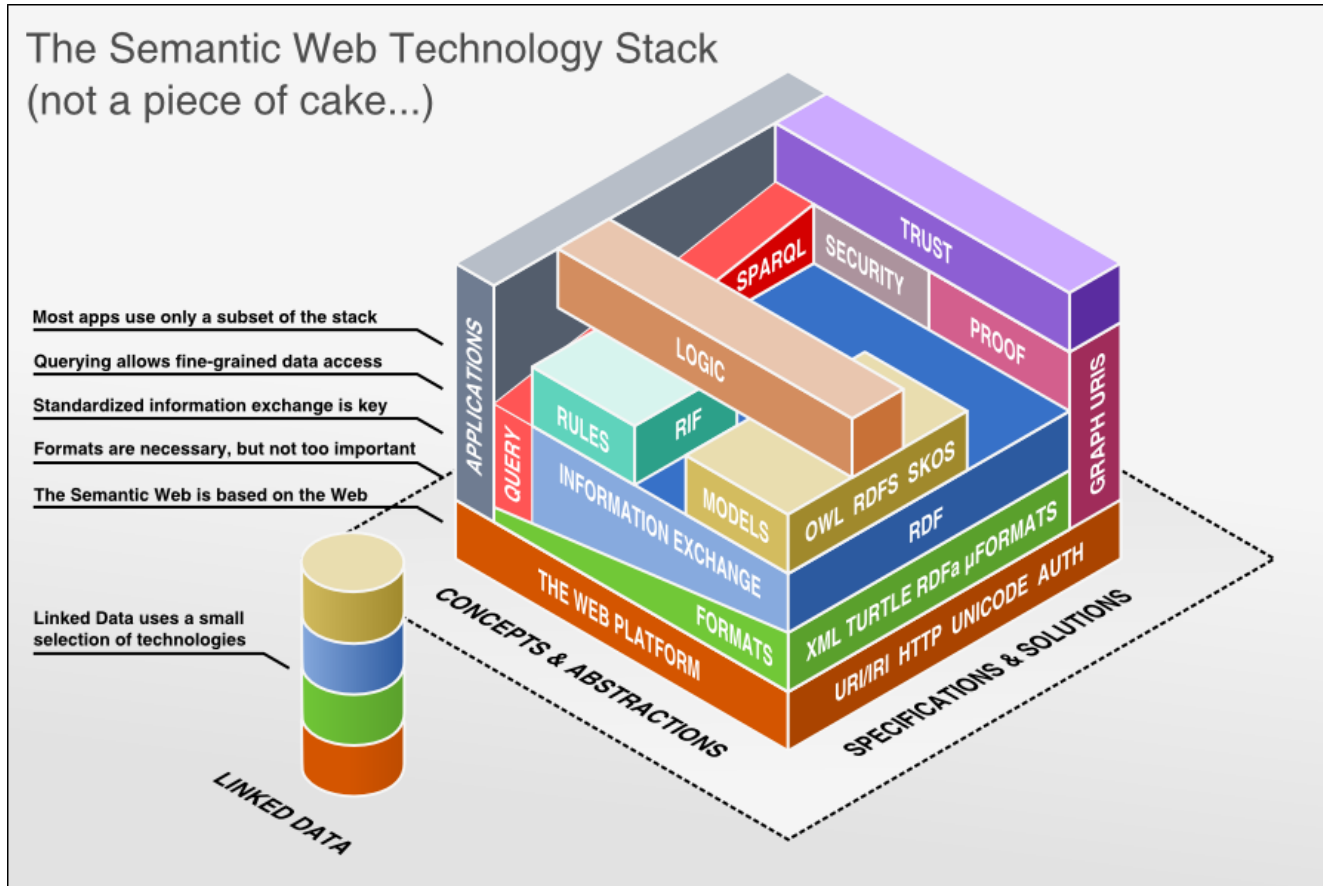 The Semantic Web Technology Stack
(not a piece of cake...)
Most apps use only a subset of the stack
Querying allows fine-grained data access
Standardized information exchange is key
Formats are necessary, but not too important
The Semantic Web is based on the Web
Linked Data uses a small
selection of technologies
LINKED DATA
APPLICATIONS
TRUST
SPARQL
SECURITY
PROOF
LOGIC
RULES
RIF
QUERY
INFORMATION EXCHANGE
MODELS
OWL RDFS SKOS
RDF
GRAPH URIS
FORMATS
XML TURTLE RDFa µFORMATS
THE WEB PLATFORM
URI/IRI HTTP UNICODE AUTH
CONCEPTS & ABSTRACTIONS
SPECIFICATIONS & SOLUTIONS